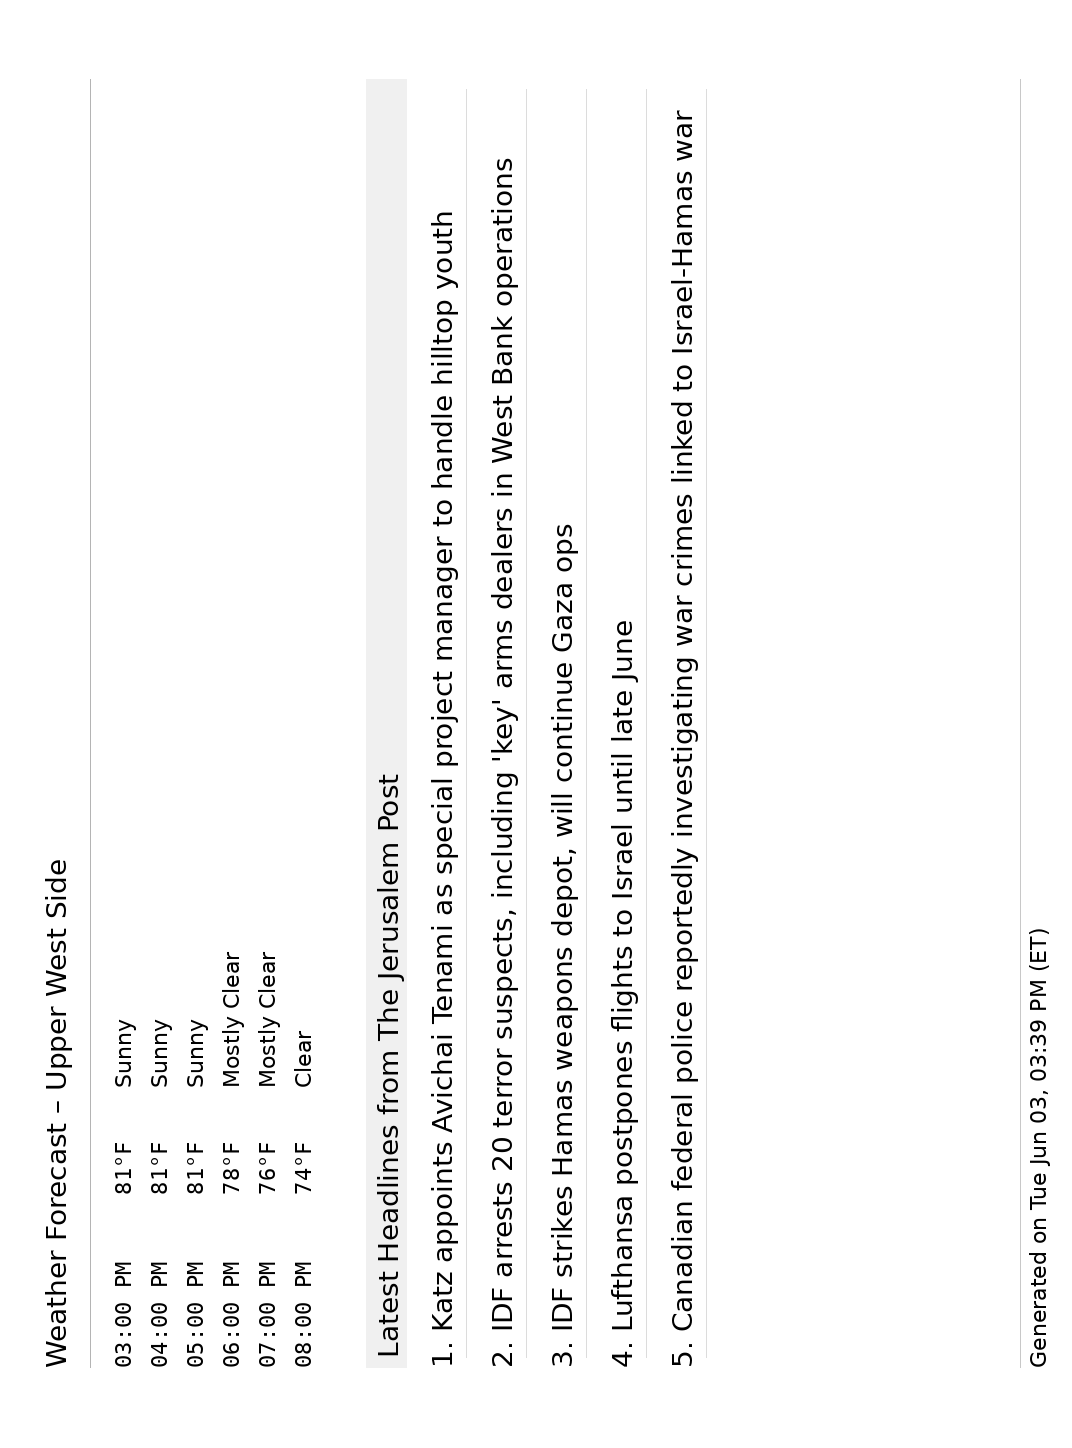 Weather Forecast – Upper West Side
03:00 PM 81°F Sunny
04:00 PM 81°F Sunny
05:00 PM 81°F Sunny
06:00 PM 78°F Mostly Clear
07:00 PM 76°F Mostly Clear
08:00 PM 74°F Clear
Latest Headlines from The Jerusalem Post
1. Katz appoints Avichai Tenami as special project manager to handle hilltop youth
2. IDF arrests 20 terror suspects, including 'key' arms dealers in West Bank operations
3. IDF strikes Hamas weapons depot, will continue Gaza ops
4. Lufthansa postpones flights to Israel until late June
5. Canadian federal police reportedly investigating war crimes linked to Israel-Hamas war
Generated on Tue Jun 03, 03:39 PM (ET)